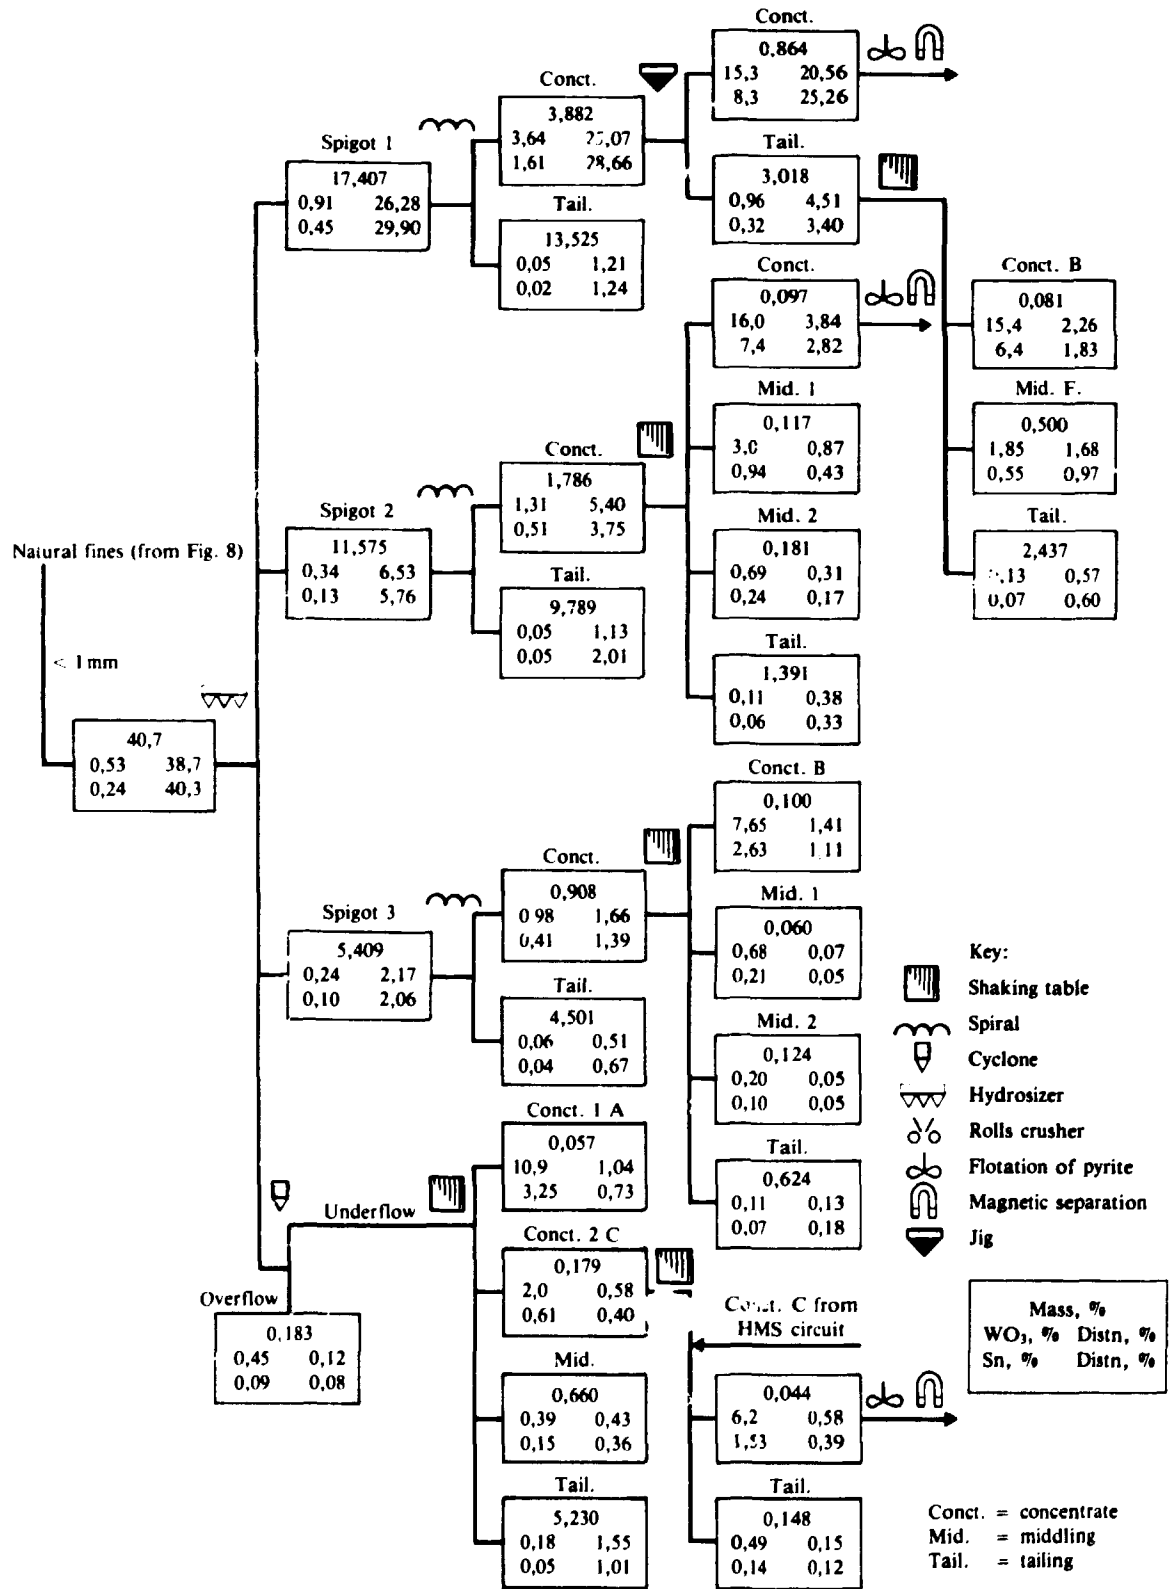 Conct.
0,864
15,3 20,56
8,3 25,26
Conct.
3,882
3,64 07
1,61 28,66
Tail.
3,018
0,96 4,51
0,32 3,40
Spigot 1
17,407
0,91 26,28
0,45 29,90
Tail.
13,525
0,05 1,21
0,02 1,24
Conct.
0,097
16,0 3,84
7,4 2,82
Conct. B
0,081
15,4 2,26
6,4 1,83
Mid. 1
0,117
3,0 0,87
0,94 0,43
Mid. F.
0,500
1,85 1,68
0,55 0,97
Conct.
1,786
1,31 5,40
0,51 3,75
Spigot 2
11,575
0,34 6,53
0,13 5,76
Mid. 2
0,181
0,69 0,31
0,24 0,17
Tail.
2,437
0,13 0,57
0,07 0,60
Natural fines (from Fig. 8)
Tail.
9,789
0,05 1,13
0,05 2,01
Tail.
1,391
0,11 0,38
0,06 0,33
< 1 mm
40,7
0,53 38,7
0,24 40,3
Conct. B
0,100
7,65 1,41
2,63 1,11
Conct.
0,908
0 98 1,66
0,41 1,39
Spigot 3
5,409
0,24 2,17
0,10 2,06
Mid. 1
0,060
0,68 0,07
0,21 0,05
Tail.
4,501
0,06 0,51
0,04 0,67
Mid. 2
0,124
0,20 0,05
0,10 0,05
Key:
Shaking table
Spiral
Cyclone
Hydrosizer
Rolls crusher
Flotation of pyrite
Magnetic separation
Jig
Conct. 1 A
0,057
10,9 1,04
3,25 0,73
Tail.
0,624
0,11 0,13
0,07 0,18
Underflow
Conct. 2 C
0,179
2,0 0,58
0,61 0,40
Overflow
0,183
0,45 0,12
0,09 0,08
Conct. C from
HMS circuit
Mass, %
WO₃, % Distn, %
Sn, % Distn, %
Mid.
0,660
0,39 0,43
0,15 0,36
0,044
6,2 0,58
1,53 0,39
Tail.
5,230
0,18 1,55
0,05 1,01
Tail.
0,148
0,49 0,15
0,14 0,12
Conct. = concentrate
Mid. = middling
Tail. = tailing